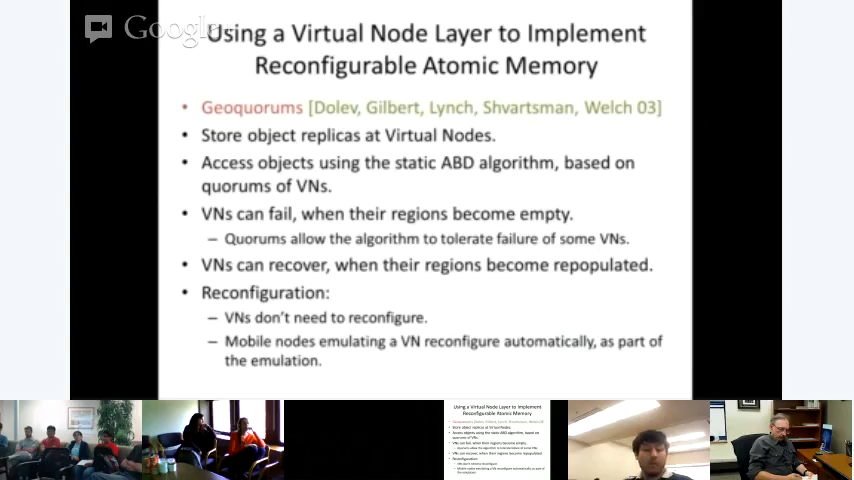 Google
Using a Virtual Node Layer to Implement
Reconfigurable Atomic Memory
• Geoquorums [Dolev, Gilbert, Lynch, Shvartsman, Welch 03]
• Store object replicas at Virtual Nodes.
• Access objects using the static ABD algorithm, based on
quorums of VNs.
• VNs can fail, when their regions become empty.
– Quorums allow the algorithm to tolerate failure of some VNs.
• VNs can recover, when their regions become repopulated.
• Reconfiguration:
– VNs don't need to reconfigure.
– Mobile nodes emulating a VN reconfigure automatically, as part of
the emulation.
Using a Virtual Node Layer to Implement
Reconfigurable Atomic Memory